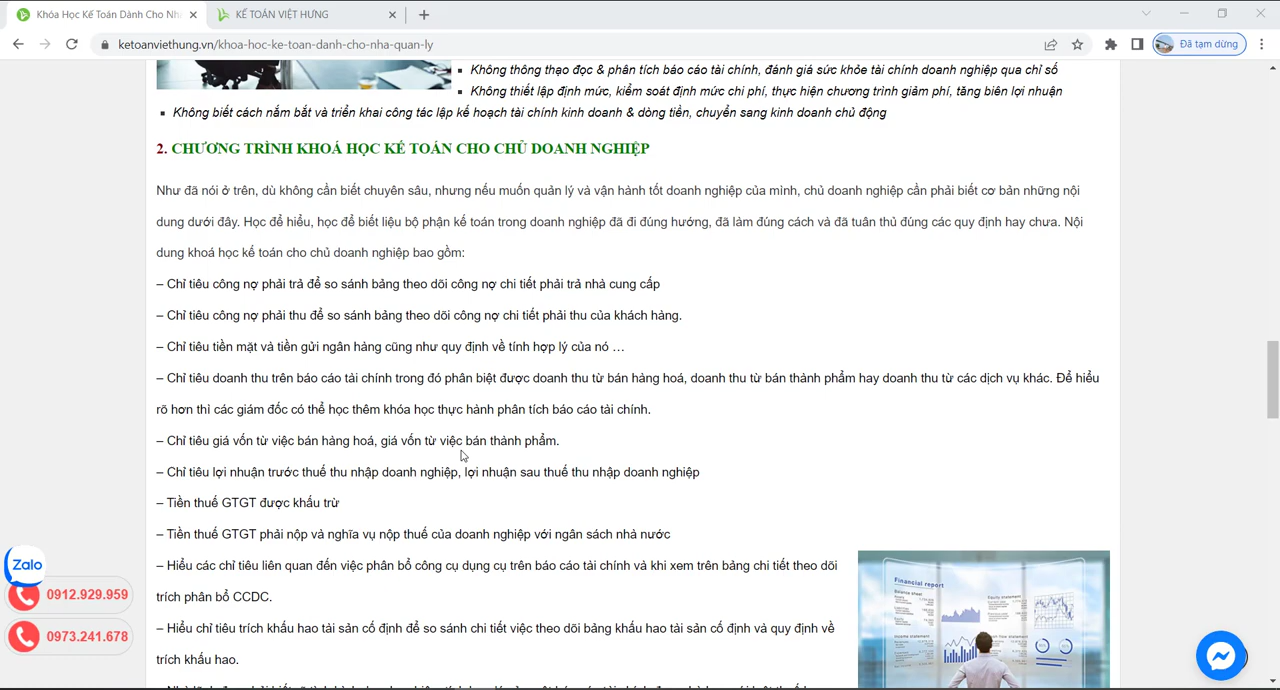 Khóa Học Kế Toán Dành Cho Nhà
KẾ TOÁN VIỆT HƯNG
ketoanviethung.vn/khoa-hoc-ke-toan-danh-cho-nha-quan-ly
Đã tạm dừng
▪ Không thông thạo đọc & phân tích báo cáo tài chính, đánh giá sức khỏe tài chính doanh nghiệp qua chỉ số
▪ Không thiết lập định mức, kiểm soát định mức chi phí, thực hiện chương trình giảm phí, tăng biên lợi nhuận
▪ Không biết cách nắm bắt và triển khai công tác lập kế hoạch tài chính kinh doanh & dòng tiền, chuyển sang kinh doanh chủ động
2. CHƯƠNG TRÌNH KHOÁ HỌC KẾ TOÁN CHO CHỦ DOANH NGHIỆP
Như đã nói ở trên, dù không cần biết chuyên sâu, nhưng nếu muốn quản lý và vận hành tốt doanh nghiệp của mình, chủ doanh nghiệp cần phải biết cơ bản những nội
dung dưới đây. Học để hiểu, học để biết liệu bộ phận kế toán trong doanh nghiệp đã đi đúng hướng, đã làm đúng cách và đã tuân thủ đúng các quy định hay chưa. Nội
dung khoá học kế toán cho chủ doanh nghiệp bao gồm:
– Chỉ tiêu công nợ phải trả để so sánh bảng theo dõi công nợ chi tiết phải trả nhà cung cấp
– Chỉ tiêu công nợ phải thu để so sánh bảng theo dõi công nợ chi tiết phải thu của khách hàng.
– Chỉ tiêu tiền mặt và tiền gửi ngân hàng cũng như quy định về tính hợp lý của nó …
– Chỉ tiêu doanh thu trên báo cáo tài chính trong đó phân biệt được doanh thu từ bán hàng hoá, doanh thu từ bán thành phẩm hay doanh thu từ các dịch vụ khác. Để hiểu
rõ hơn thì các giám đốc có thể học thêm khóa học thực hành phân tích báo cáo tài chính.
– Chỉ tiêu giá vốn từ việc bán hàng hoá, giá vốn từ việc bán thành phẩm.
– Chỉ tiêu lợi nhuận trước thuế thu nhập doanh nghiệp, lợi nhuận sau thuế thu nhập doanh nghiệp
– Tiền thuế GTGT được khấu trừ
– Tiền thuế GTGT phải nộp và nghĩa vụ nộp thuế của doanh nghiệp với ngân sách nhà nước
– Hiểu các chỉ tiêu liên quan đến việc phân bổ công cụ dụng cụ trên báo cáo tài chính và khi xem trên bảng chi tiết theo dõi
trích phân bổ CCDC.
– Hiểu chỉ tiêu trích khấu hao tài sản cố định để so sánh chi tiết việc theo dõi bảng khấu hao tài sản cố định và quy định về
trích khấu hao.
Financial report
Balance sheet
Equity statement
Income statement
Zalo
0912.929.959
0973.241.678